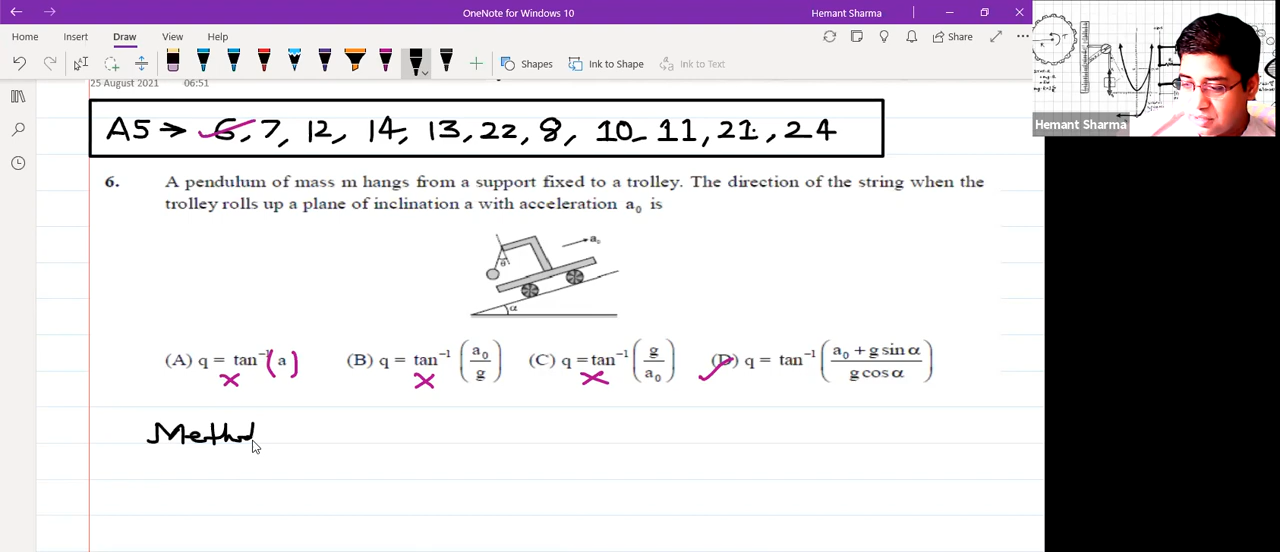 OneNote for Windows 10
Hemant Sharma
Home Insert Draw View Help
Share
Shapes Ink to Shape Ink to Text
25 August 2021 06:51
A5 → 6, 7, 12, 14, 13, 22, 8, 10, 11, 21, 24
6. A pendulum of mass m hangs from a support fixed to a trolley. The direction of the string when the
trolley rolls up a plane of inclination a with acceleration a₀ is
a₀
θ
α
(A) q = tan⁻¹(a) (B) q = tan⁻¹ (a₀/g) (C) q = tan⁻¹ (g/a₀) (D) q = tan⁻¹ ((a₀ + g sin α)/(g cos α))
Method
Hemant Sharma